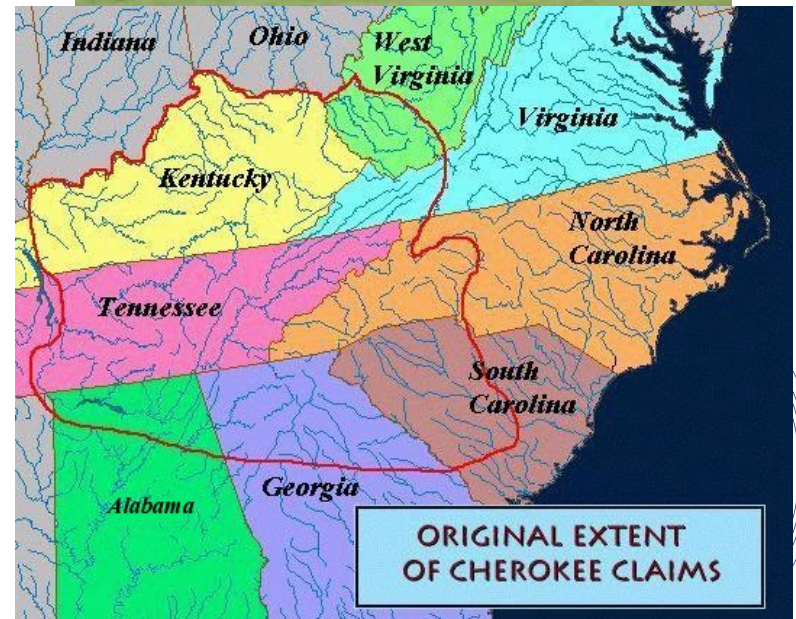 Indiana
Ohio
West
Virginia
Virginia
Kentucky
North
Carolina
Tennessee
South
Carolina
Georgia
Alabama
ORIGINAL EXTENT
OF CHEROKEE CLAIMS